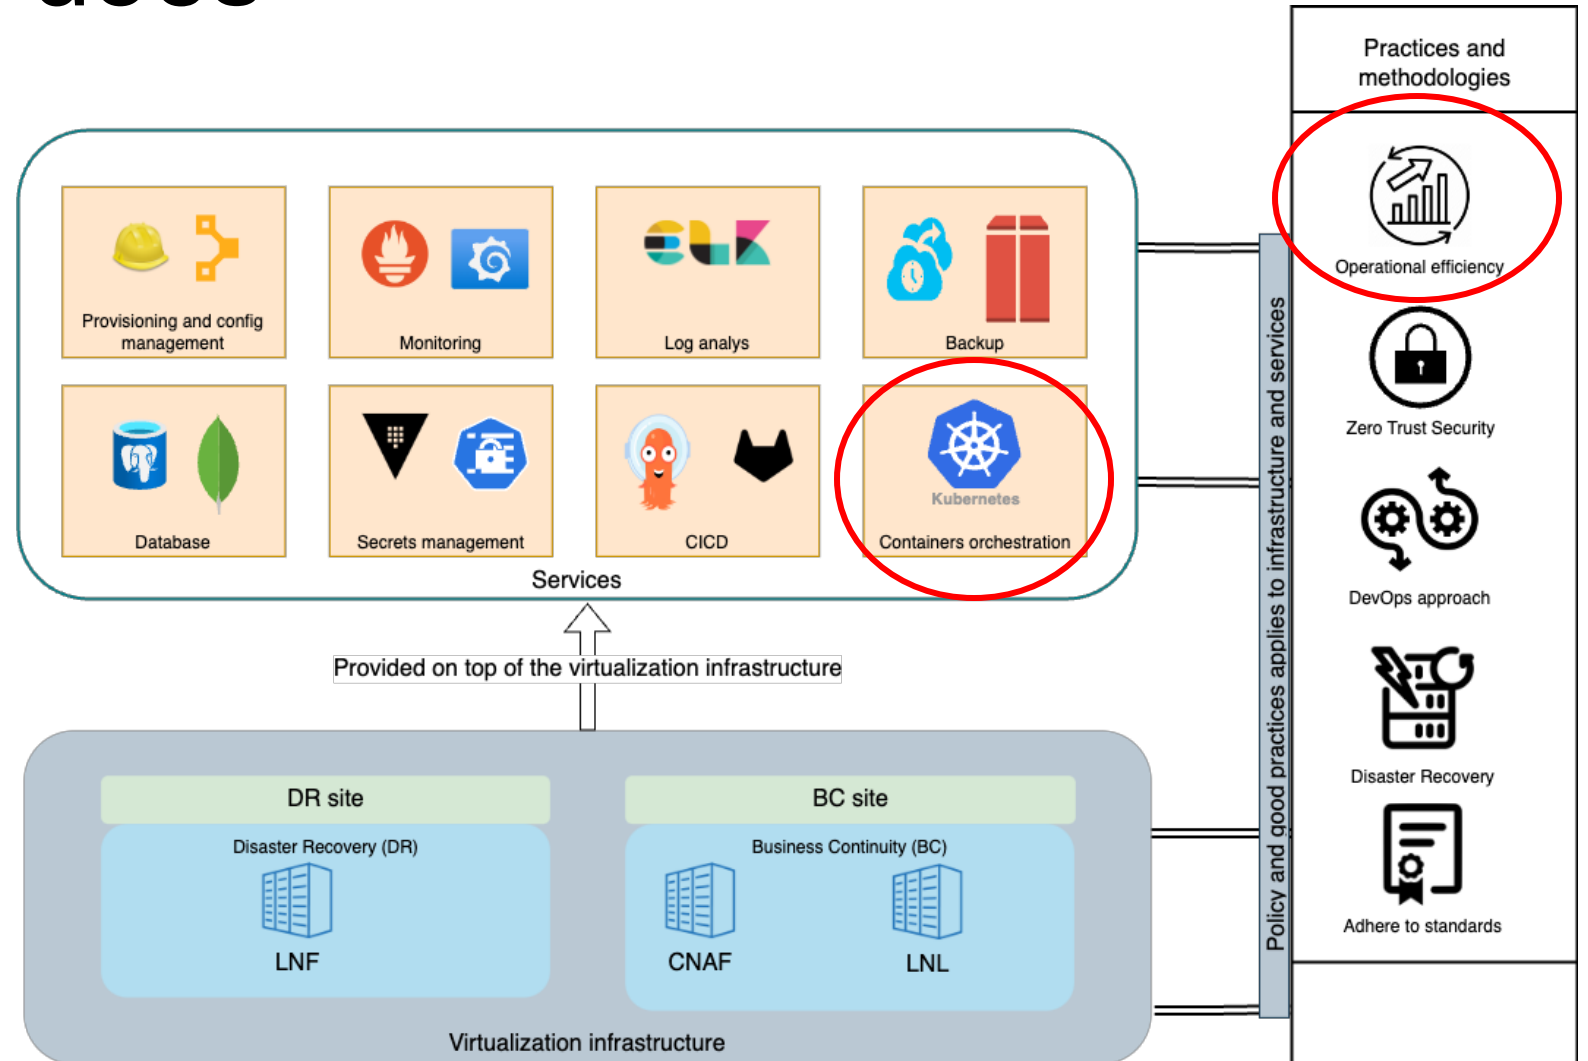 Practices and
methodologies
Operational efficiency
Zero Trust Security
DevOps approach
Disaster Recovery
Adhere to standards
Policy and good practices applies to infrastructure and services
Provisioning and config
management
Monitoring
Log analys
Backup
Database
Secrets management
CICD
Kubernetes
Containers orchestration
Services
Provided on top of the virtualization infrastructure
DR site
Disaster Recovery (DR)
LNF
BC site
Business Continuity (BC)
CNAF
LNL
Virtualization infrastructure